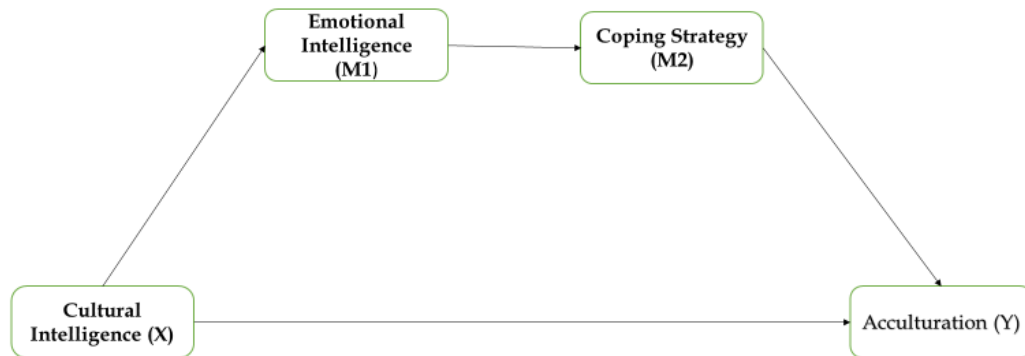 Emotional
Intelligence
(M1)
Coping Strategy
(M2)
Cultural
Intelligence (X)
Acculturation (Y)